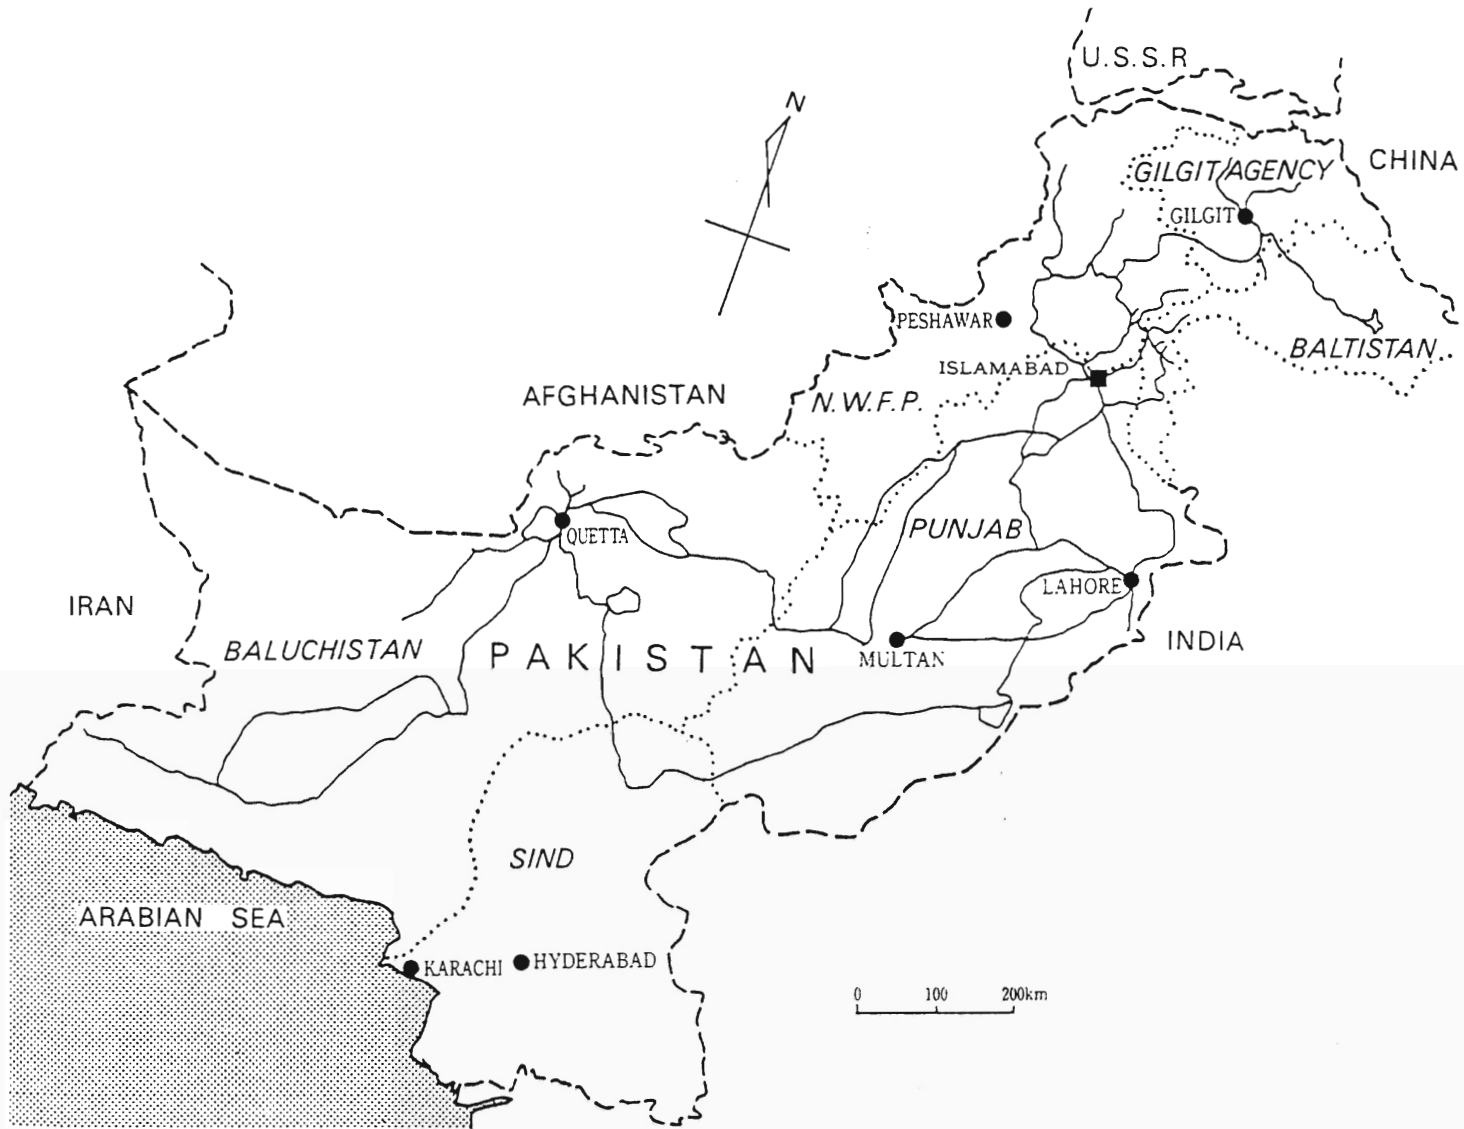 U.S.S.R
N
CHINA
GILGIT AGENCY
GILGIT
PESHAWAR
BALTISTAN
ISLAMABAD
AFGHANISTAN
N.W.F.P.
PUNJAB
QUETTA
LAHORE
IRAN
INDIA
BALUCHISTAN
PAKISTAN
MULTAN
SIND
ARABIAN SEA
KARACHI
HYDERABAD
0 100 200km